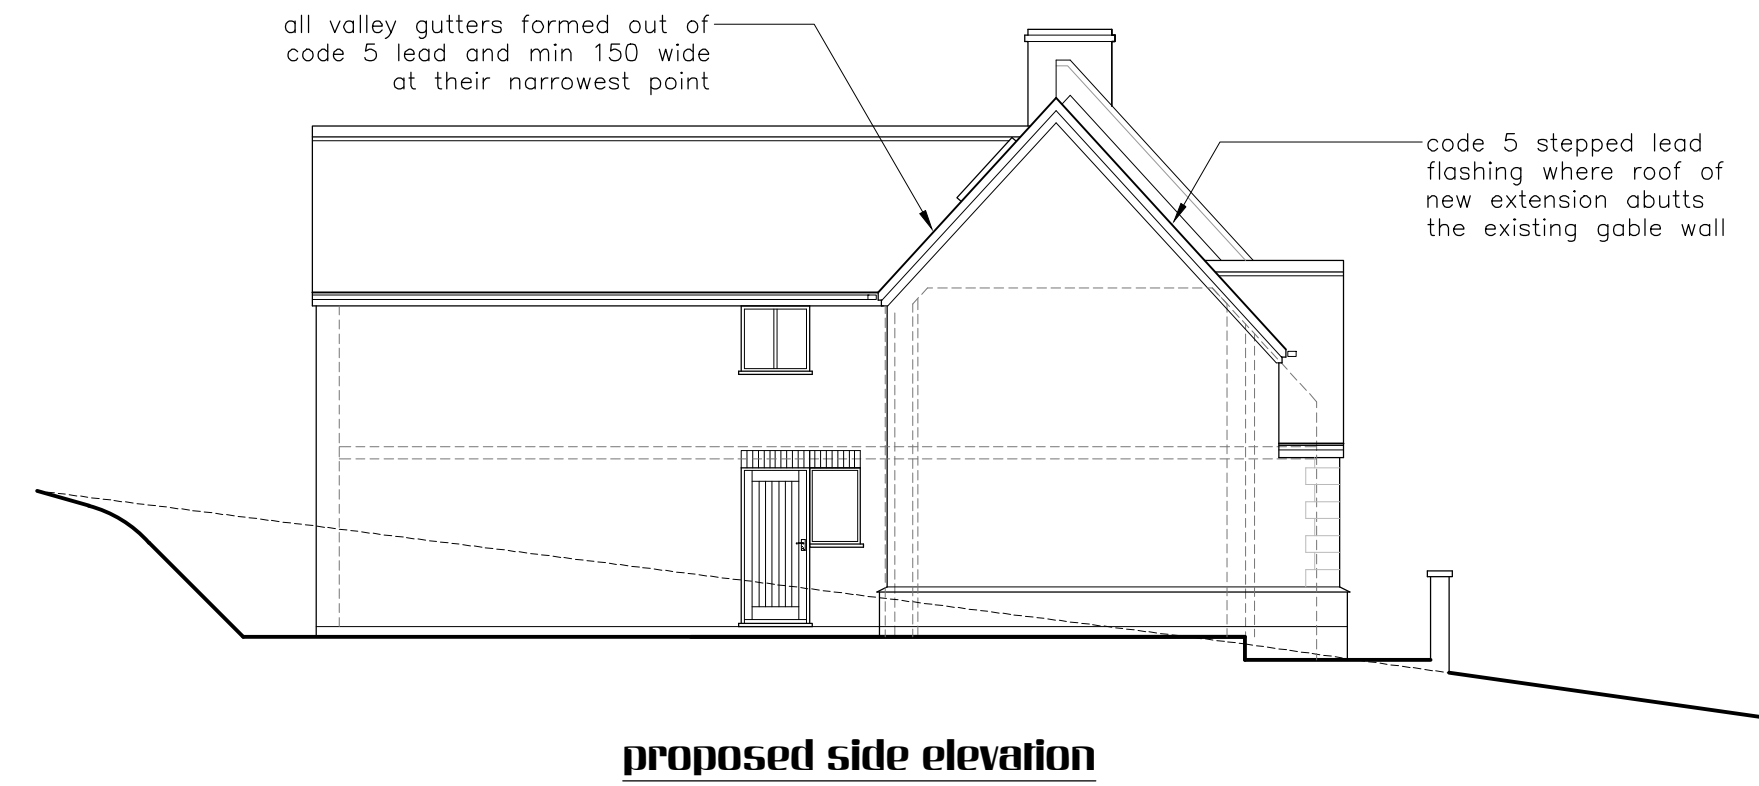 all valley gutters formed out of
code 5 lead and min 150 wide
at their narrowest point
code 5 stepped lead
flashing where roof of
new extension abutts
the existing gable wall
proposed side elevation